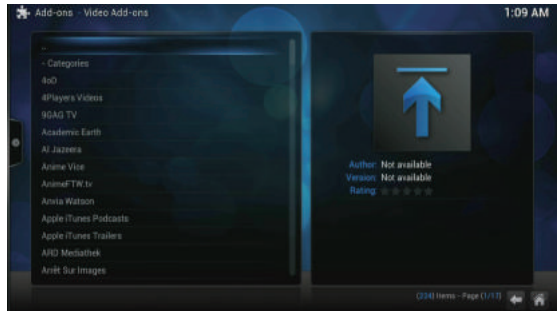 Add-ons - Video Add-ons
1:09 AM
..
- Categories
4oD
4Players Videos
9GAG TV
Academic Earth
Al Jazeera
Anime Vice
AnimeFTW.tv
Anvia Watson
Apple iTunes Podcasts
Apple iTunes Trailers
ARD Mediathek
Arrêt Sur Images
Author: Not available
Version: Not available
Rating:
(224) Items - Page (1/17)